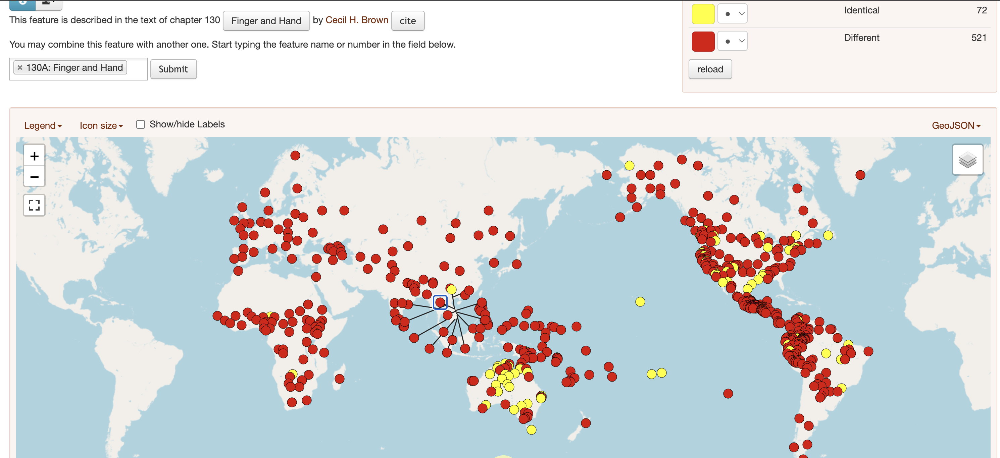 This feature is described in the text of chapter 130 Finger and Hand by Cecil H. Brown cite
You may combine this feature with another one. Start typing the feature name or number in the field below.
× 130A: Finger and Hand Submit
Identical 72
Different 521
reload
Legend Icon size Show/hide Labels GeoJSON
+
−